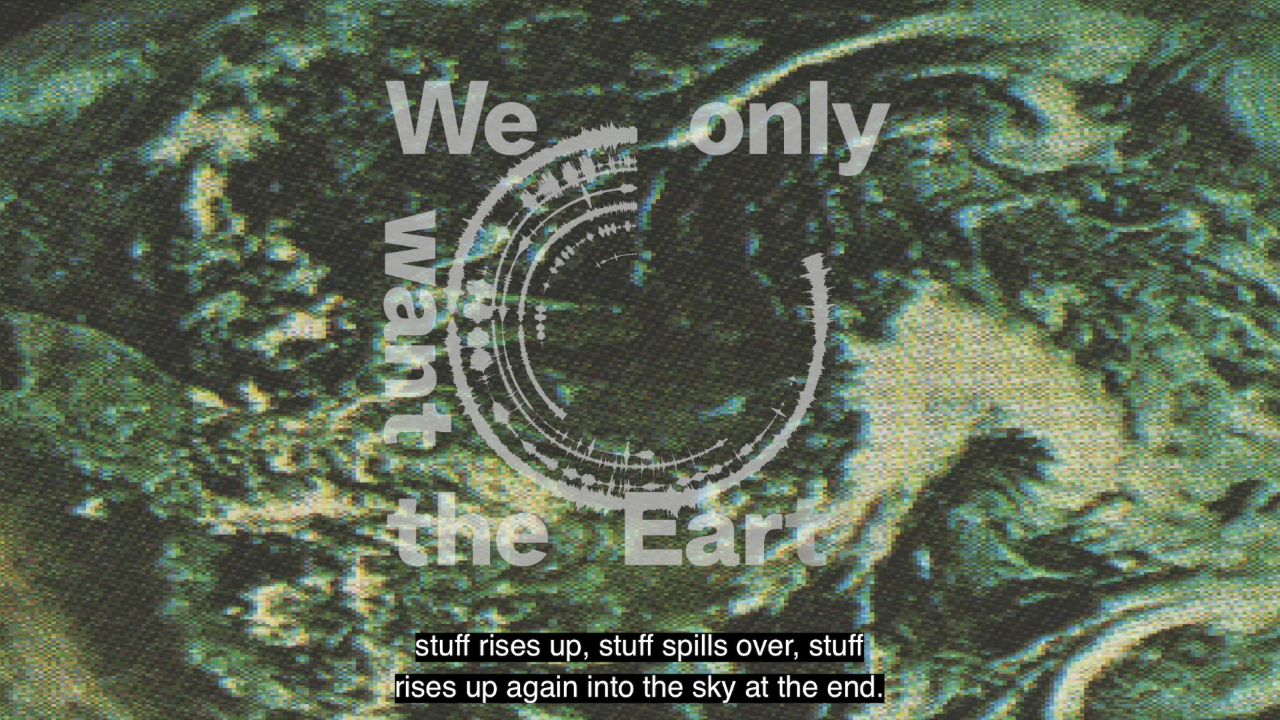 We only
want
the Eart
stuff rises up, stuff spills over, stuff
rises up again into the sky at the end.